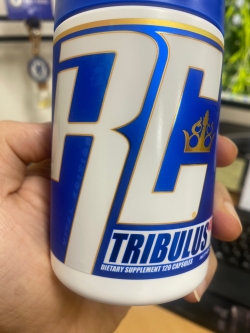 RC
TRIBULUS
DIETARY SUPPLEMENT 120 CAPSULES